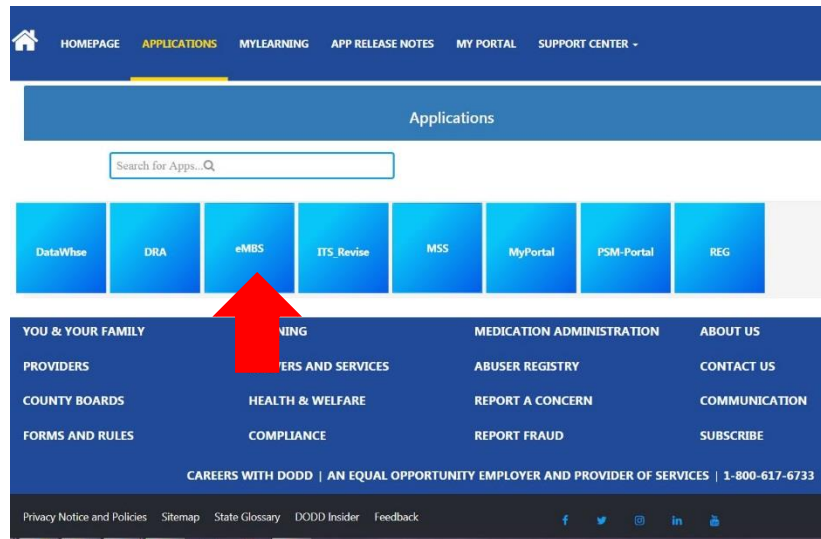 HOMEPAGE APPLICATIONS MYLEARNING APP RELEASE NOTES MY PORTAL SUPPORT CENTER
Applications
Search for Apps...
DataWhse DRA eMBS ITS_Revise MSS MyPortal PSM-Portal REG
YOU & YOUR FAMILY MEDICATION ADMINISTRATION ABOUT US
PROVIDERS AND SERVICES ABUSER REGISTRY CONTACT US
COUNTY BOARDS HEALTH & WELFARE REPORT A CONCERN COMMUNICATION
FORMS AND RULES COMPLIANCE REPORT FRAUD SUBSCRIBE
CAREERS WITH DODD | AN EQUAL OPPORTUNITY EMPLOYER AND PROVIDER OF SERVICES | 1-800-617-6733
Privacy Notice and Policies Sitemap State Glossary DODD Insider Feedback